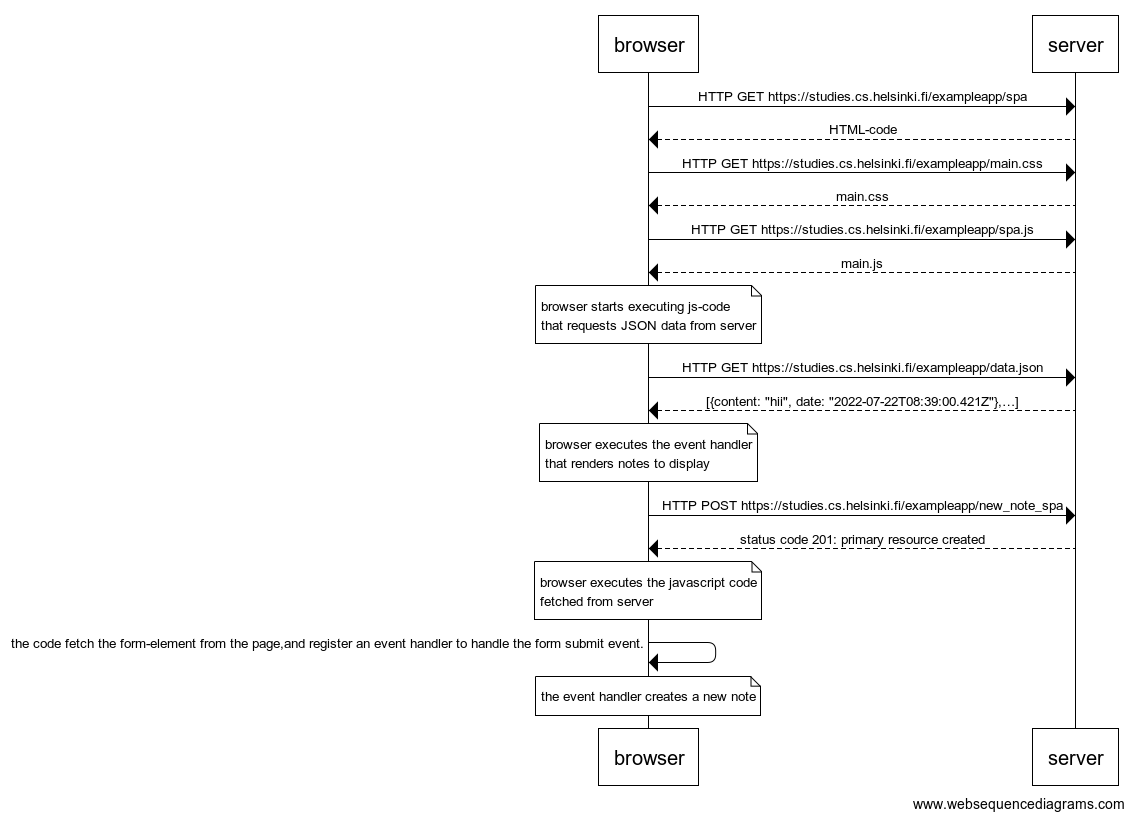 browser
server
HTTP GET https://studies.cs.helsinki.fi/exampleapp/spa
HTML-code
HTTP GET https://studies.cs.helsinki.fi/exampleapp/main.css
main.css
HTTP GET https://studies.cs.helsinki.fi/exampleapp/spa.js
main.js
browser starts executing js-code
that requests JSON data from server
HTTP GET https://studies.cs.helsinki.fi/exampleapp/data.json
[{content: "hii", date: "2022-07-22T08:39:00.421Z"},...]
browser executes the event handler
that renders notes to display
HTTP POST https://studies.cs.helsinki.fi/exampleapp/new_note_spa
status code 201: primary resource created
browser executes the javascript code
fetched from server
the code fetch the form-element from the page,and register an event handler to handle the form submit event.
the event handler creates a new note
browser
server
www.websequencediagrams.com